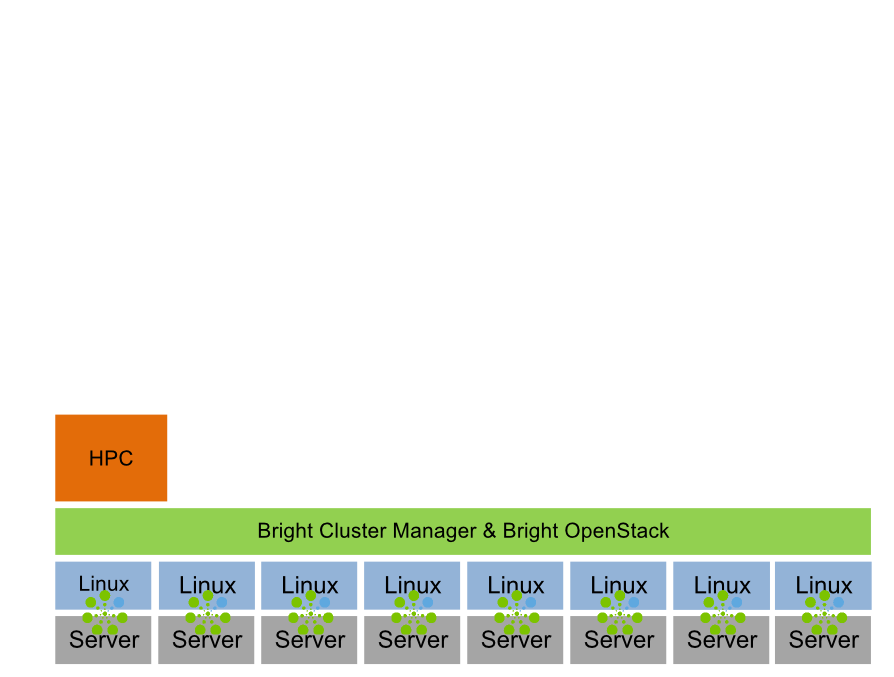 HPC
Bright Cluster Manager & Bright OpenStack
Linux Linux Linux Linux Linux Linux Linux Linux
Server Server Server Server Server Server Server Server